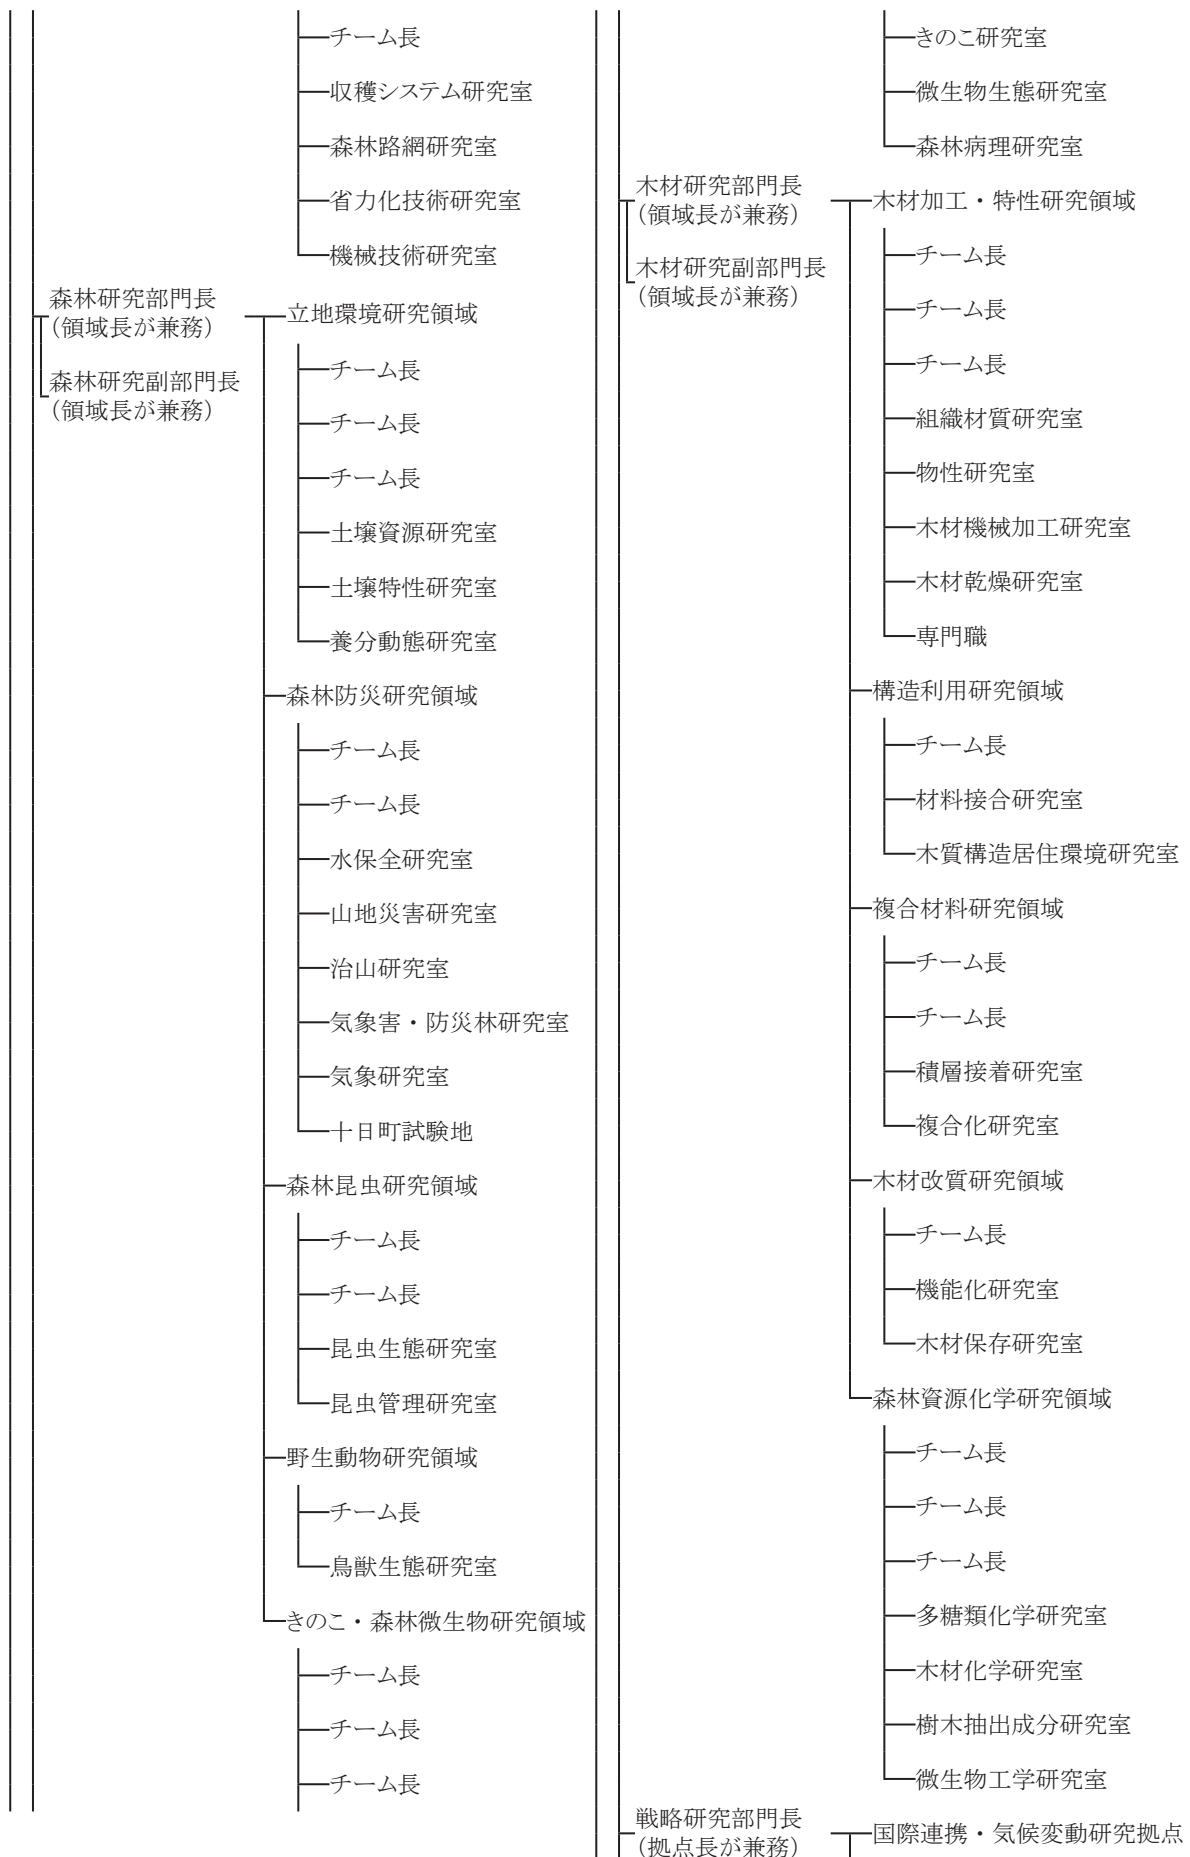 チーム長
収穫システム研究室
森林路網研究室
省力化技術研究室
機械技術研究室
森林研究部門長
（領域長が兼務）
森林研究副部門長
（領域長が兼務）
立地環境研究領域
チーム長
チーム長
チーム長
土壌資源研究室
土壌特性研究室
養分動態研究室
森林防災研究領域
チーム長
チーム長
水保全研究室
山地災害研究室
治山研究室
気象害・防災林研究室
気象研究室
十日町試験地
森林昆虫研究領域
チーム長
チーム長
昆虫生態研究室
昆虫管理研究室
野生動物研究領域
チーム長
鳥獣生態研究室
きのこ・森林微生物研究領域
チーム長
チーム長
チーム長
きのこ研究室
微生物生態研究室
森林病理研究室
木材研究部門長
（領域長が兼務）
木材研究副部門長
（領域長が兼務）
木材加工・特性研究領域
チーム長
チーム長
チーム長
組織材質研究室
物性研究室
木材機械加工研究室
木材乾燥研究室
専門職
構造利用研究領域
チーム長
材料接合研究室
木質構造居住環境研究室
複合材料研究領域
チーム長
チーム長
積層接着研究室
複合化研究室
木材改質研究領域
チーム長
機能化研究室
木材保存研究室
森林資源化学研究領域
チーム長
チーム長
チーム長
多糖類化学研究室
木材化学研究室
樹木抽出成分研究室
微生物工学研究室
戦略研究部門長
（拠点長が兼務）
国際連携・気候変動研究拠点